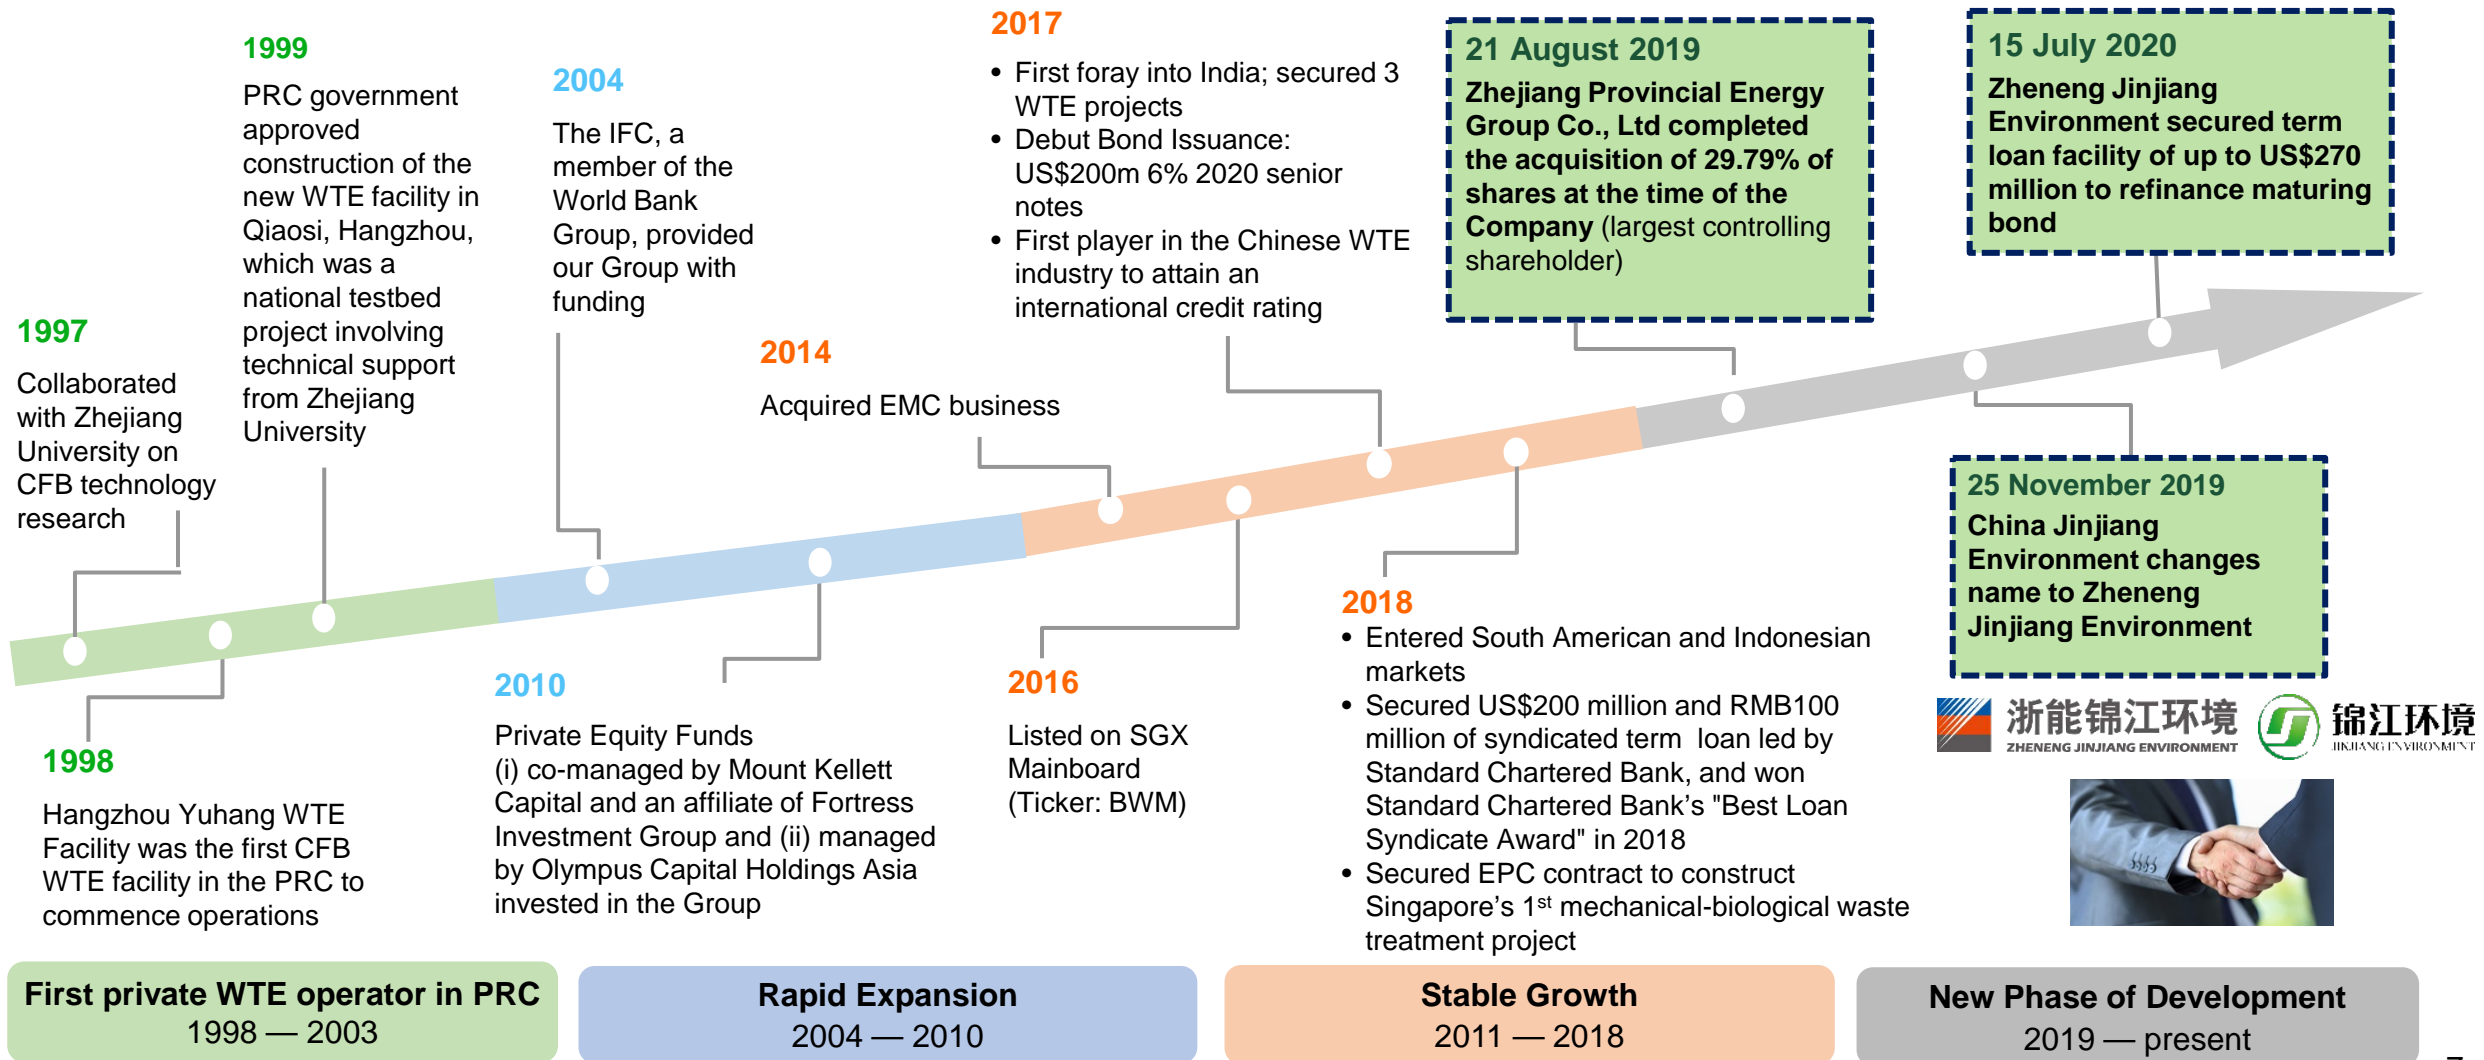 1997
Collaborated
with Zhejiang
University on
CFB technology
research
1998
Hangzhou Yuhang WTE
Facility was the first CFB
WTE facility in the PRC to
commence operations
1999
PRC government
approved
construction of the
new WTE facility in
Qiaosi, Hangzhou,
which was a
national testbed
project involving
technical support
from Zhejiang
University
2004
The IFC, a
member of the
World Bank
Group, provided
our Group with
funding
2010
Private Equity Funds
(i) co-managed by Mount Kellett
Capital and an affiliate of Fortress
Investment Group and (ii) managed
by Olympus Capital Holdings Asia
invested in the Group
2014
Acquired EMC business
2016
Listed on SGX
Mainboard
(Ticker: BWM)
2017
• First foray into India; secured 3
WTE projects
• Debut Bond Issuance:
US$200m 6% 2020 senior
notes
• First player in the Chinese WTE
industry to attain an
international credit rating
2018
• Entered South American and Indonesian
markets
• Secured US$200 million and RMB100
million of syndicated term loan led by
Standard Chartered Bank, and won
Standard Chartered Bank’s "Best Loan
Syndicate Award" in 2018
• Secured EPC contract to construct
Singapore’s 1st mechanical-biological waste
treatment project
21 August 2019
Zhejiang Provincial Energy
Group Co., Ltd completed
the acquisition of 29.79% of
shares at the time of the
Company (largest controlling
shareholder)
25 November 2019
China Jinjiang
Environment changes
name to Zheneng
Jinjiang Environment
15 July 2020
Zheneng Jinjiang
Environment secured term
loan facility of up to US$270
million to refinance maturing
bond
浙能锦江环境
ZHENENG JINJIANG ENVIRONMENT
锦江环境
JINJIANG ENVIRONMENT
First private WTE operator in PRC
1998 — 2003
Rapid Expansion
2004 — 2010
Stable Growth
2011 — 2018
New Phase of Development
2019 — present